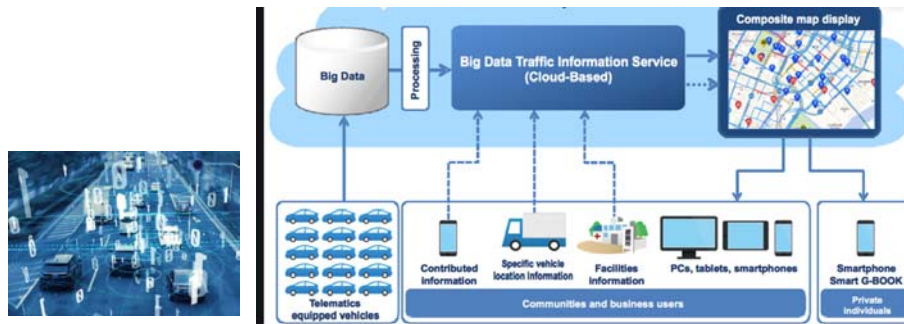 Composite map display
Big Data
Processing
Big Data Traffic Information Service
(Cloud-Based)
Contributed
information
Specific vehicle
location information
Facilities
information
PCs, tablets, smartphones
Smartphone
Smart G-BOOK
Telematics
equipped vehicles
Communities and business users
Private
individuals